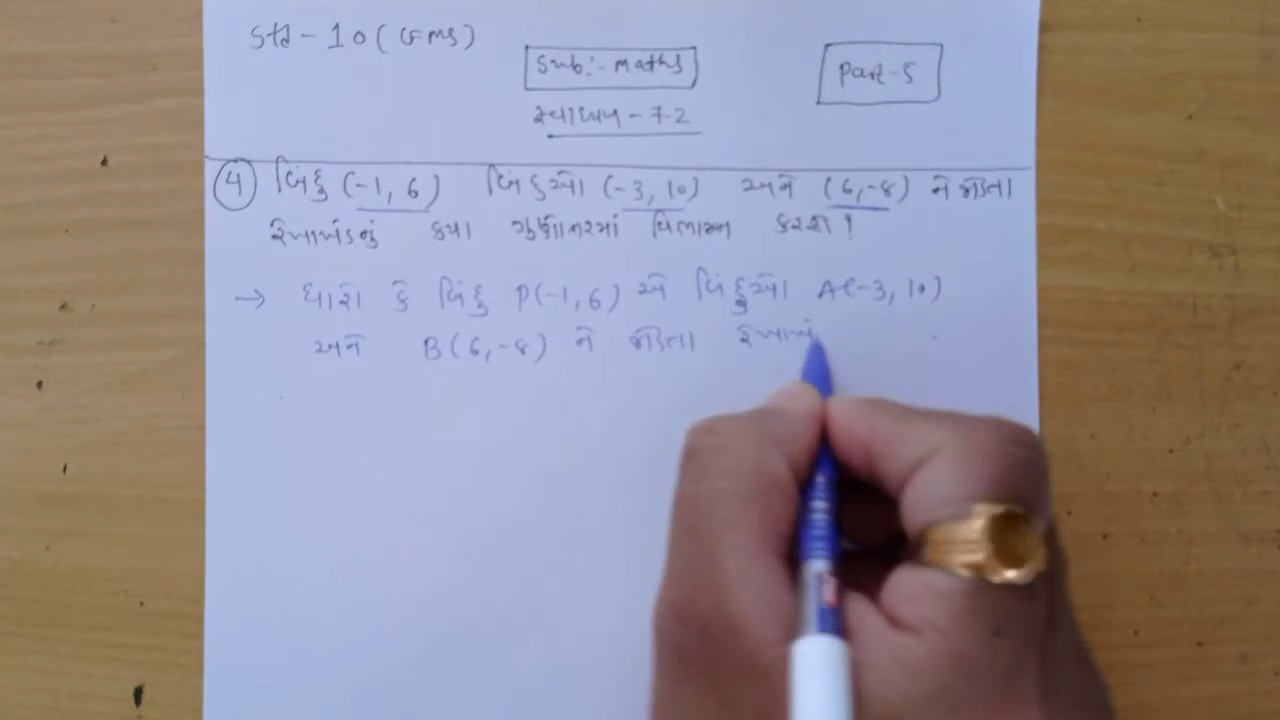 Std - 10 (GMS)
Sub:- maths
Part-5
સ્વાધ્યાય - 7.2
4 બિંદુ (-1, 6) બિંદુઓ (-3, 10) અને (6, -8) ને જોડતા
રેખાખંડનું કયા ગુણોત્તરમાં વિભાજન કરશે ?
→ ધારો કે બિંદુ P(-1, 6) એ બિંદુઓ A(-3, 10)
અને B(6, -8) ને જોડતા રેખાખં